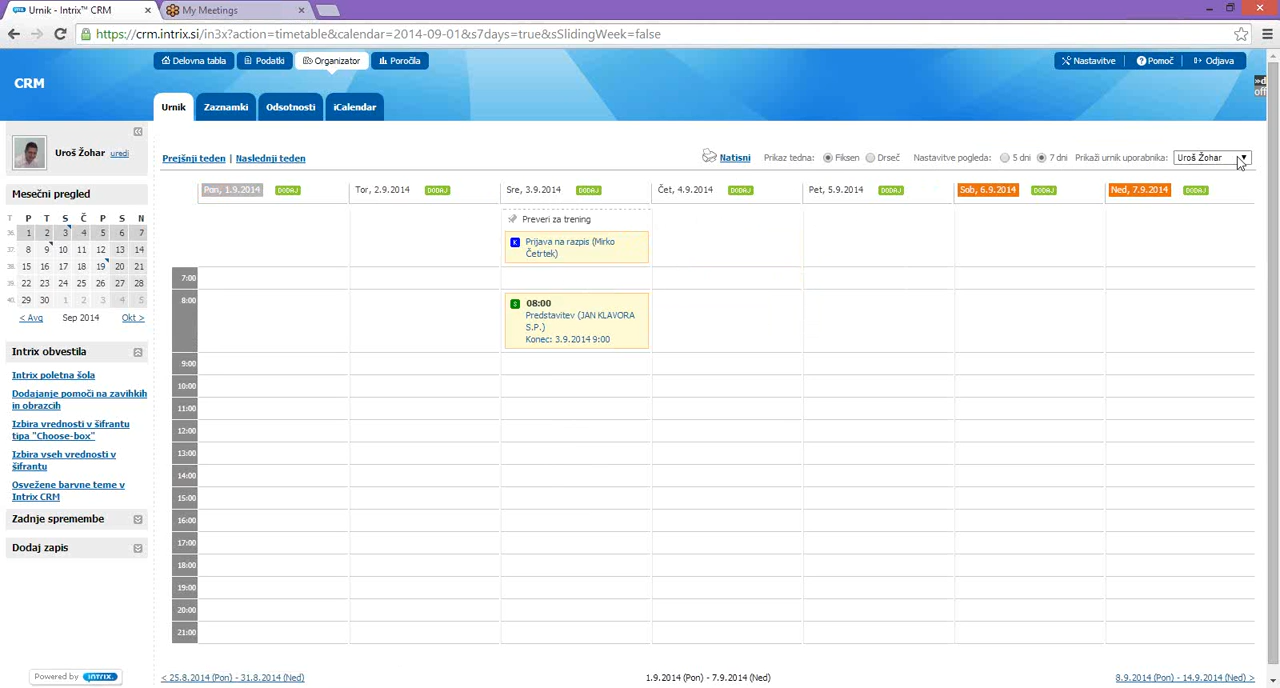 Urnik - Intrix™ CRM
My Meetings
https://crm.intrix.si/in3x?action=timetable&calendar=2014-09-01&s7days=true&sSlidingWeek=false
Delovna tabla Podatki Organizator Poročila
Nastavitve Pomoč Odjava
CRM
»d
off
Urnik Zaznamki Odsotnosti iCalendar
Uroš Žohar uredi
Prejšnji teden | Naslednji teden
Natisni Prikaz tedna: Fiksen Drseč Nastavitve pogleda: 5 dni 7 dni Prikaži urnik uporabnika: Uroš Žohar
Mesečni pregled
T P T S Č P S N
36. 1 2 3 4 5 6 7
37. 8 9 10 11 12 13 14
38. 15 16 17 18 19 20 21
39. 22 23 24 25 26 27 28
40. 29 30 1 2 3 4 5
< Avg Sep 2014 Okt >
Intrix obvestila
Intrix poletna šola
Dodajanje pomoči na zavihkih
in obrazcih
Izbira vrednosti v šifrantu
tipa "Choose-box"
Izbira vseh vrednosti v
šifrantu
Osvežene barvne teme v
Intrix CRM
Zadnje spremembe
Dodaj zapis
Powered by intrix.
Pon, 1.9.2014 DODAJ
Tor, 2.9.2014 DODAJ
Sre, 3.9.2014 DODAJ
Čet, 4.9.2014 DODAJ
Pet, 5.9.2014 DODAJ
Sob, 6.9.2014 DODAJ
Ned, 7.9.2014 DODAJ
Preveri za trening
K Prijava na razpis (Mirko
Četrtek)
7:00
8:00
S 08:00
Predstavitev (JAN KLAVORA
S.P.)
Konec: 3.9.2014 9:00
9:00
10:00
11:00
12:00
13:00
14:00
15:00
16:00
17:00
18:00
19:00
20:00
21:00
< 25.8.2014 (Pon) - 31.8.2014 (Ned)
1.9.2014 (Pon) - 7.9.2014 (Ned)
8.9.2014 (Pon) - 14.9.2014 (Ned) >